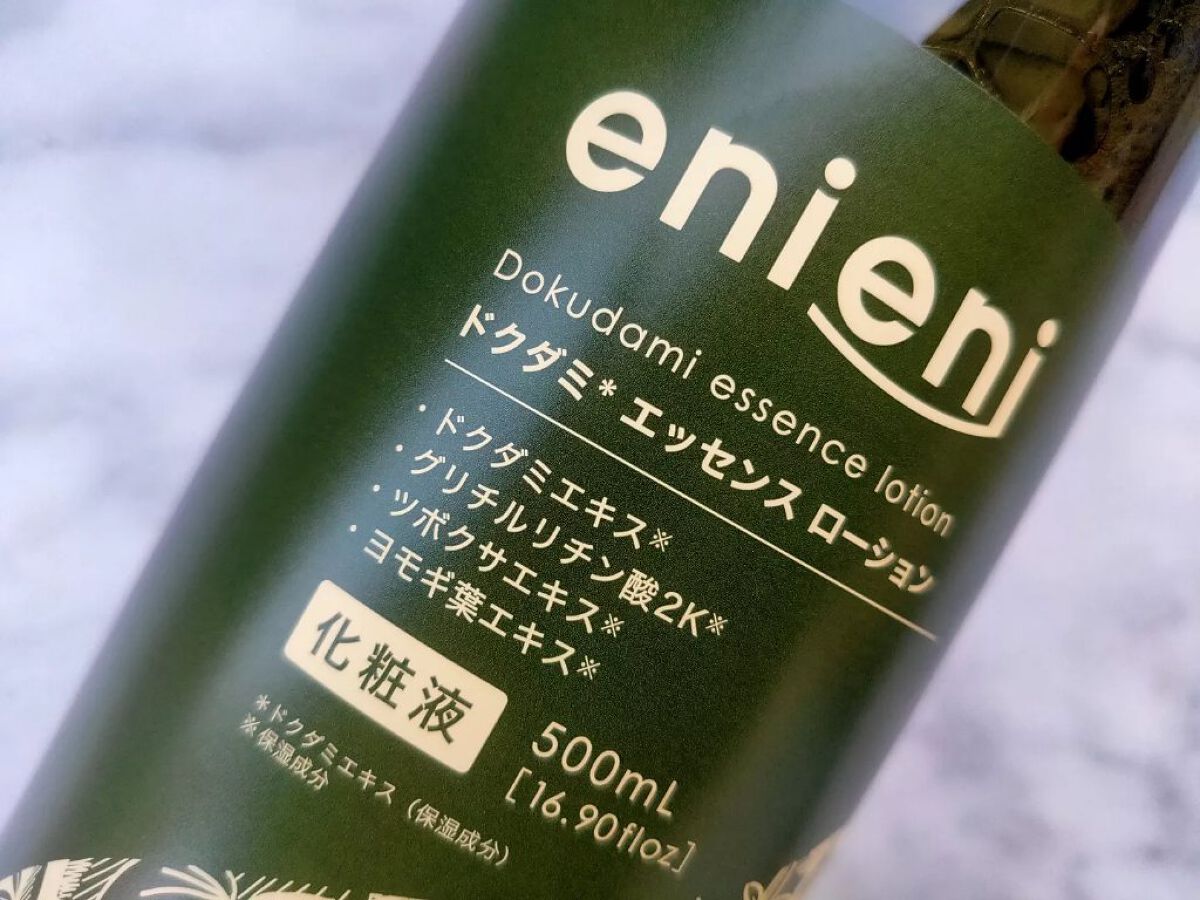 enieni
Dokudami essence lotion
ドクダミ* エッセンス ローション
・ドクダミエキス※
・グリチルリチン酸2K※
・ツボクサエキス※
・ヨモギ葉エキス※
化粧液
500mL
[16.90floz]
*ドクダミエキス（保湿成分）
※保湿成分